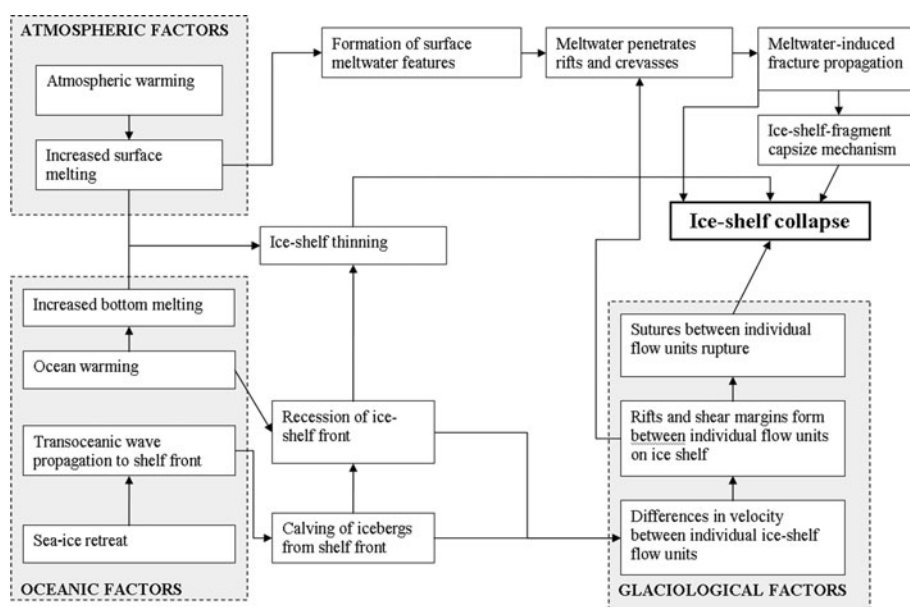 ATMOSPHERIC FACTORS
Atmospheric warming
Increased surface
melting
Formation of surface
meltwater features
Meltwater penetrates
rifts and crevasses
Meltwater-induced
fracture propagation
Ice-shelf-fragment
capsize mechanism
Ice-shelf collapse
Ice-shelf thinning
Increased bottom melting
Ocean warming
Transoceanic wave
propagation to shelf front
Sea-ice retreat
OCEANIC FACTORS
Recession of ice-
shelf front
Calving of icebergs
from shelf front
Sutures between individual
flow units rupture
Rifts and shear margins form
between individual flow units
on ice shelf
Differences in velocity
between individual ice-shelf
flow units
GLACIOLOGICAL FACTORS